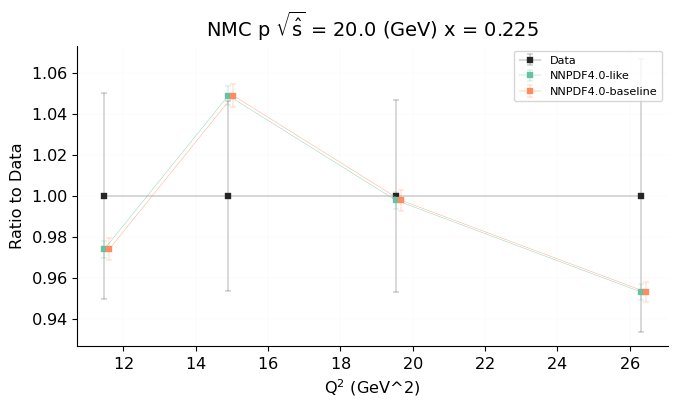 NMC p √ŝ = 20.0 (GeV) x = 0.225
Data
NNPDF4.0-like
NNPDF4.0-baseline
Ratio to Data
1.06
1.04
1.02
1.00
0.98
0.96
0.94
12 14 16 18 20 22 24 26
Q² (GeV^2)